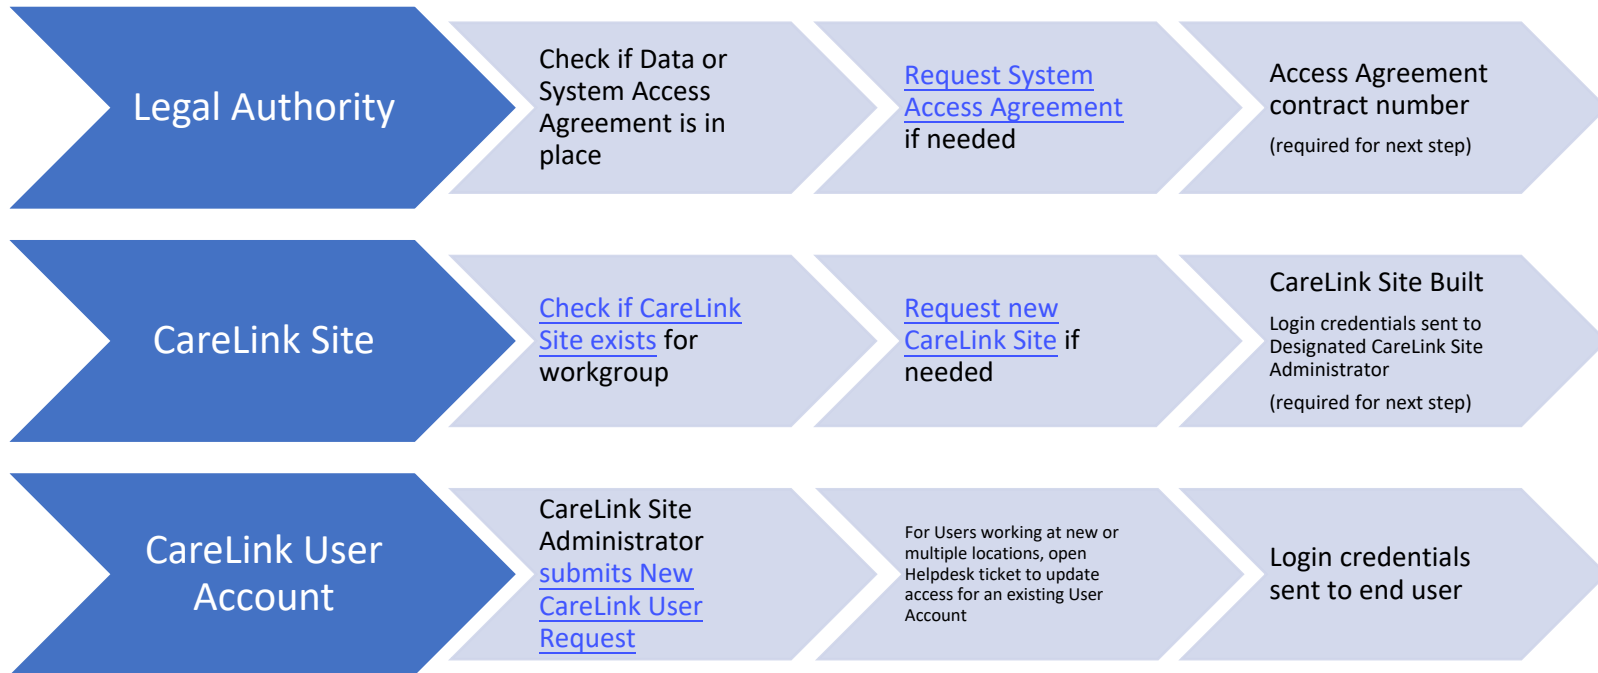 Legal Authority
Check if Data or
System Access
Agreement is in
place
Request System
Access Agreement
if needed
Access Agreement
contract number
(required for next step)
CareLink Site
Check if CareLink
Site exists for
workgroup
Request new
CareLink Site if
needed
CareLink Site Built
Login credentials sent to
Designated CareLink Site
Administrator
(required for next step)
CareLink User
Account
CareLink Site
Administrator
submits New
CareLink User
Request
For Users working at new or
multiple locations, open
Helpdesk ticket to update
access for an existing User
Account
Login credentials
sent to end user